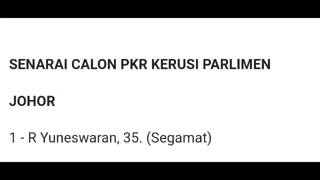 SENARAI CALON PKR KERUSI PARLIMEN
JOHOR
1 - R Yuneswaran, 35. (Segamat)